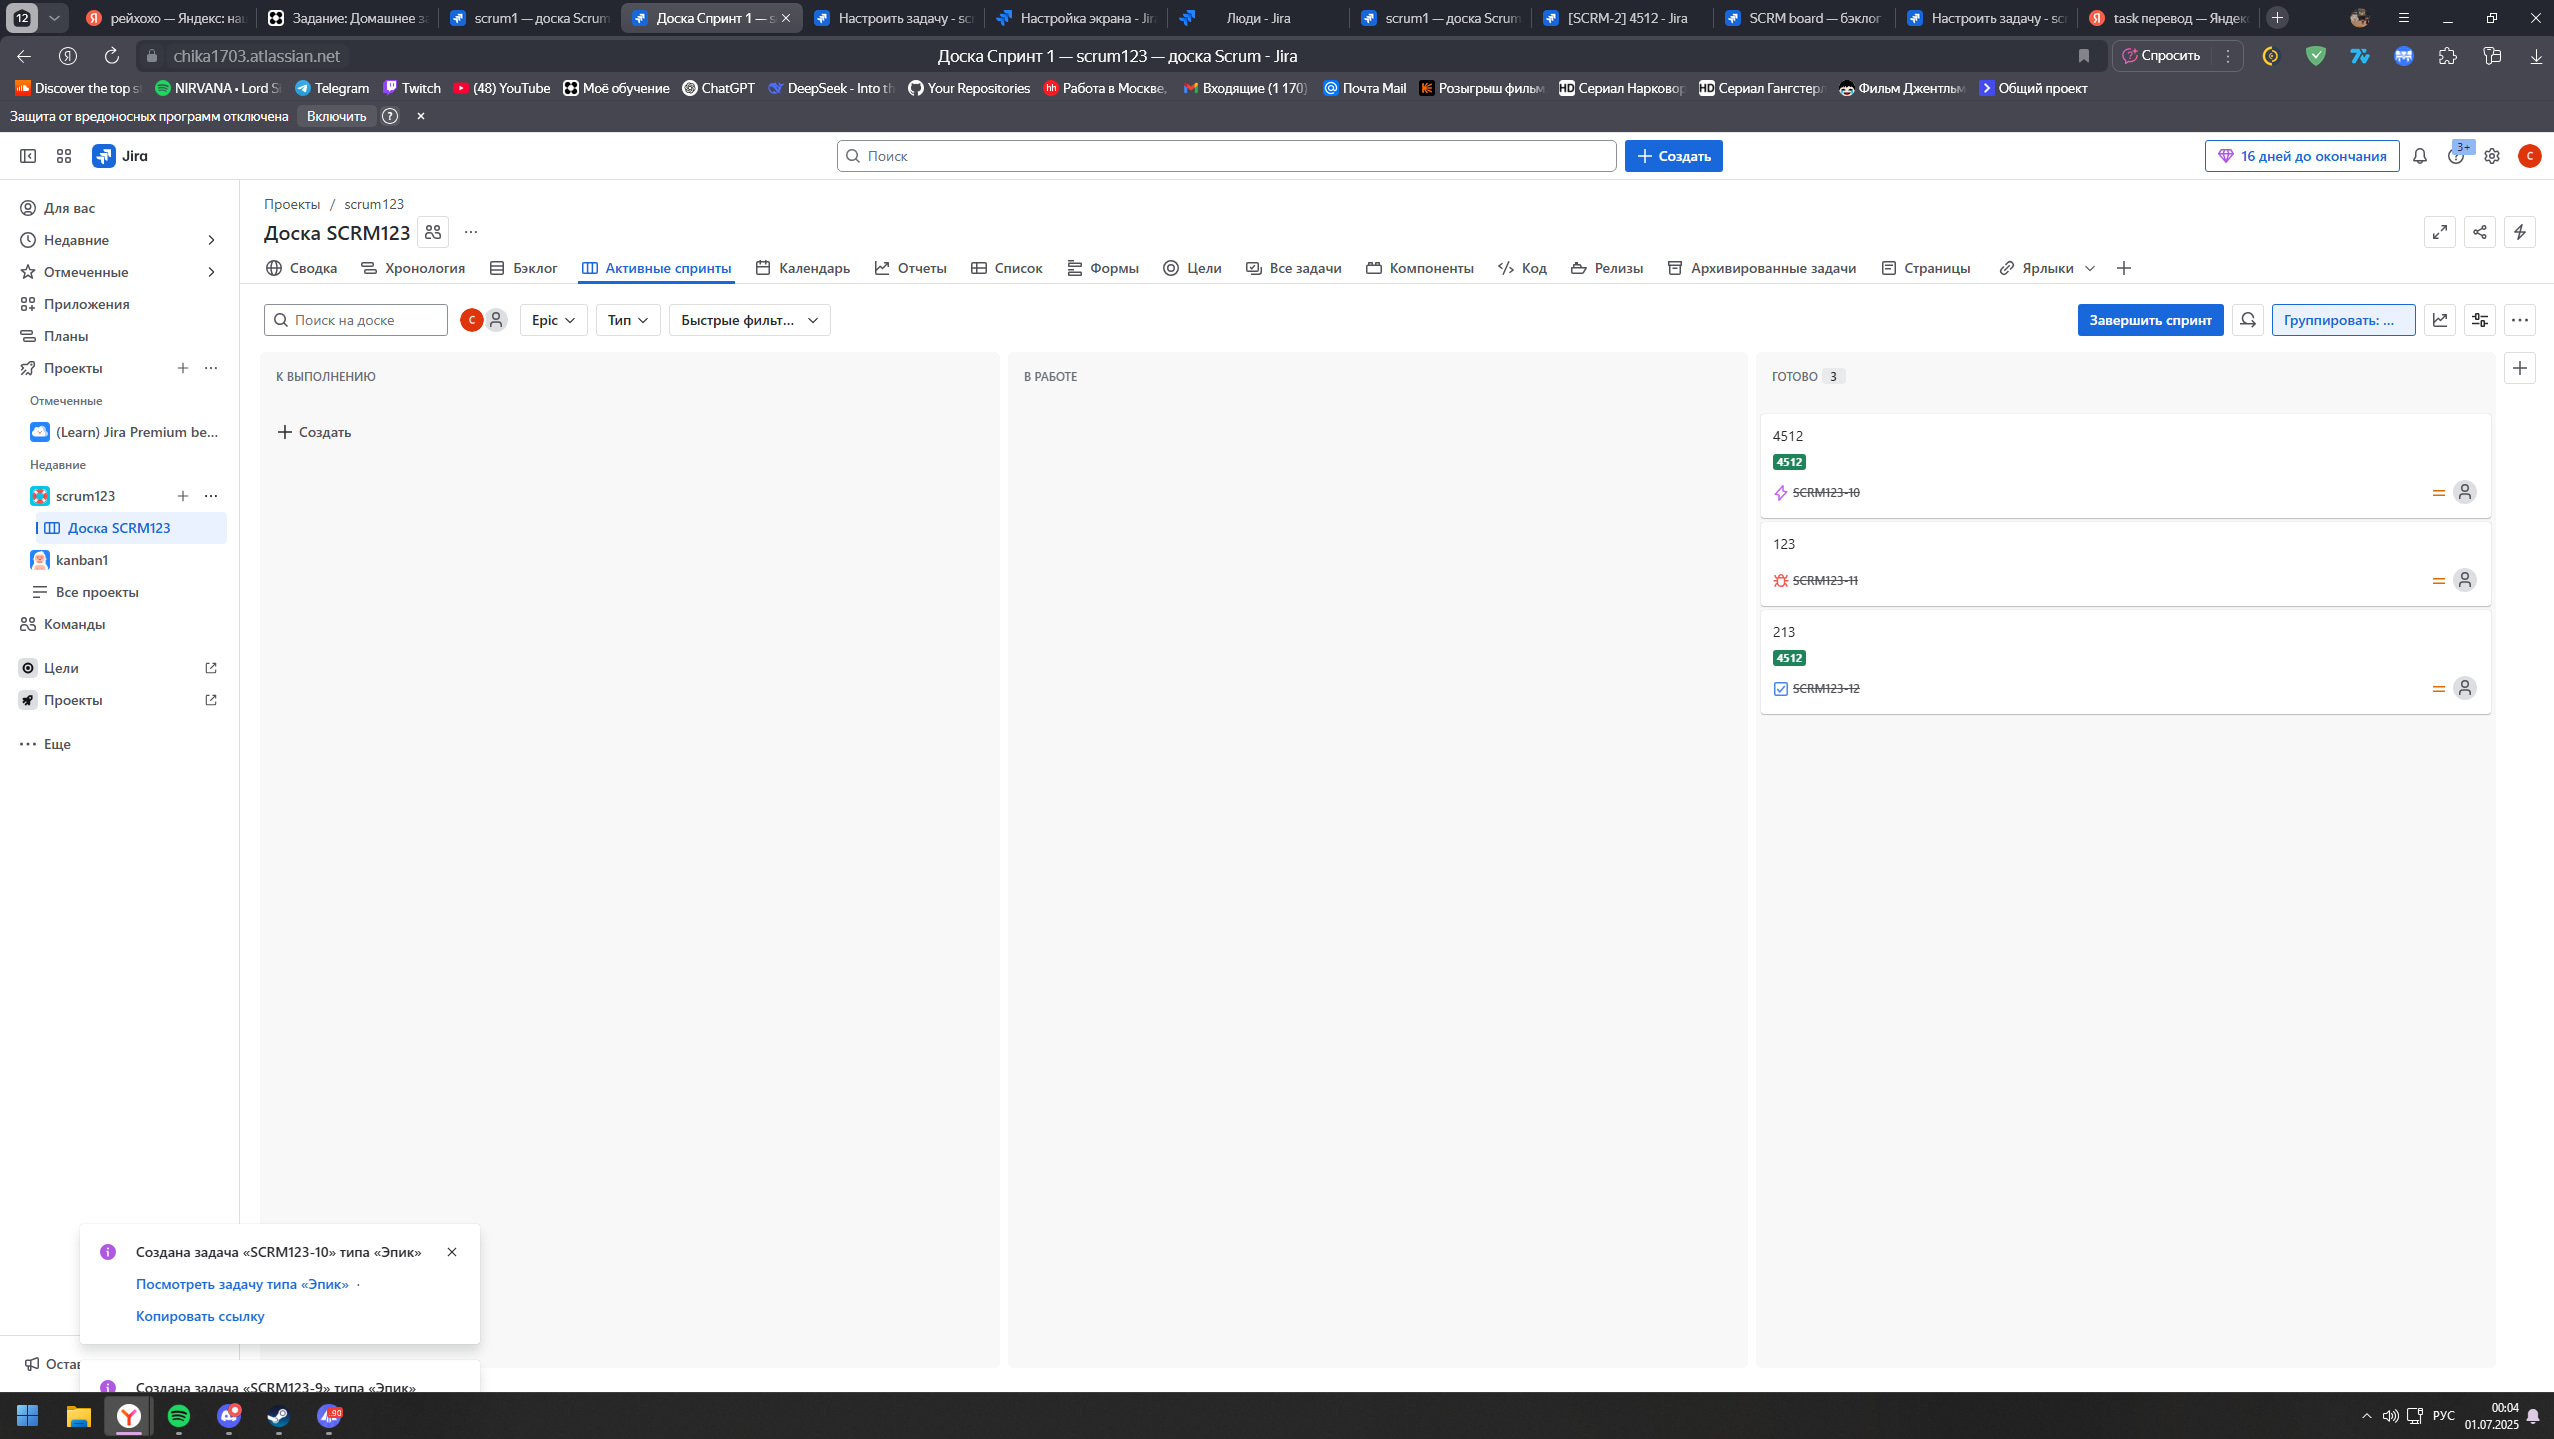 12
рейхохо — Яндекс: на
Задание: Домашнее з
scrum1 — доска Scrum
Доска Спринт 1 — s
Настроить задачу - sc
Настройка экрана - Jir
Люди - Jira
scrum1 — доска Scrum
[SCRM-2] 4512 - Jira
SCRM board — бэклог
Настроить задачу - sc
task перевод — Яндекс
chika1703.atlassian.net
Доска Спринт 1 — scrum123 — доска Scrum - Jira
Спросить
Discover the top s
NIRVANA • Lord S
Telegram
Twitch
(48) YouTube
Моё обучение
ChatGPT
DeepSeek - Into th
Your Repositories
Работа в Москве,
Входящие (1 170)
Почта Mail
Розыгрыш фильм
Сериал Нарковор
Сериал Гангстерл
Фильм Джентльм
Общий проект
Защита от вредоносных программ отключена
Включить
Jira
Поиск
Создать
16 дней до окончания
3+
C
Для вас
Недавние
Отмеченные
Приложения
Планы
Проекты
Отмеченные
(Learn) Jira Premium be...
Недавние
scrum123
Доска SCRM123
kanban1
Все проекты
Команды
Цели
Проекты
Еще
Проекты / scrum123
Доска SCRM123
Сводка
Хронология
Бэклог
Активные спринты
Календарь
Отчеты
Список
Формы
Цели
Все задачи
Компоненты
Код
Релизы
Архивированные задачи
Страницы
Ярлыки
Поиск на доске
C
Epic
Тип
Быстрые фильт...
Завершить спринт
Группировать: ...
К ВЫПОЛНЕНИЮ
Создать
В РАБОТЕ
ГОТОВО 3
4512
4512
SCRM123-10
123
SCRM123-11
213
4512
SCRM123-12
Создана задача «SCRM123-10» типа «Эпик»
Посмотреть задачу типа «Эпик» ·
Копировать ссылку
Остав
Создана задача «SCRM123-9» типа «Эпик»
90
РУС
00:04
01.07.2025